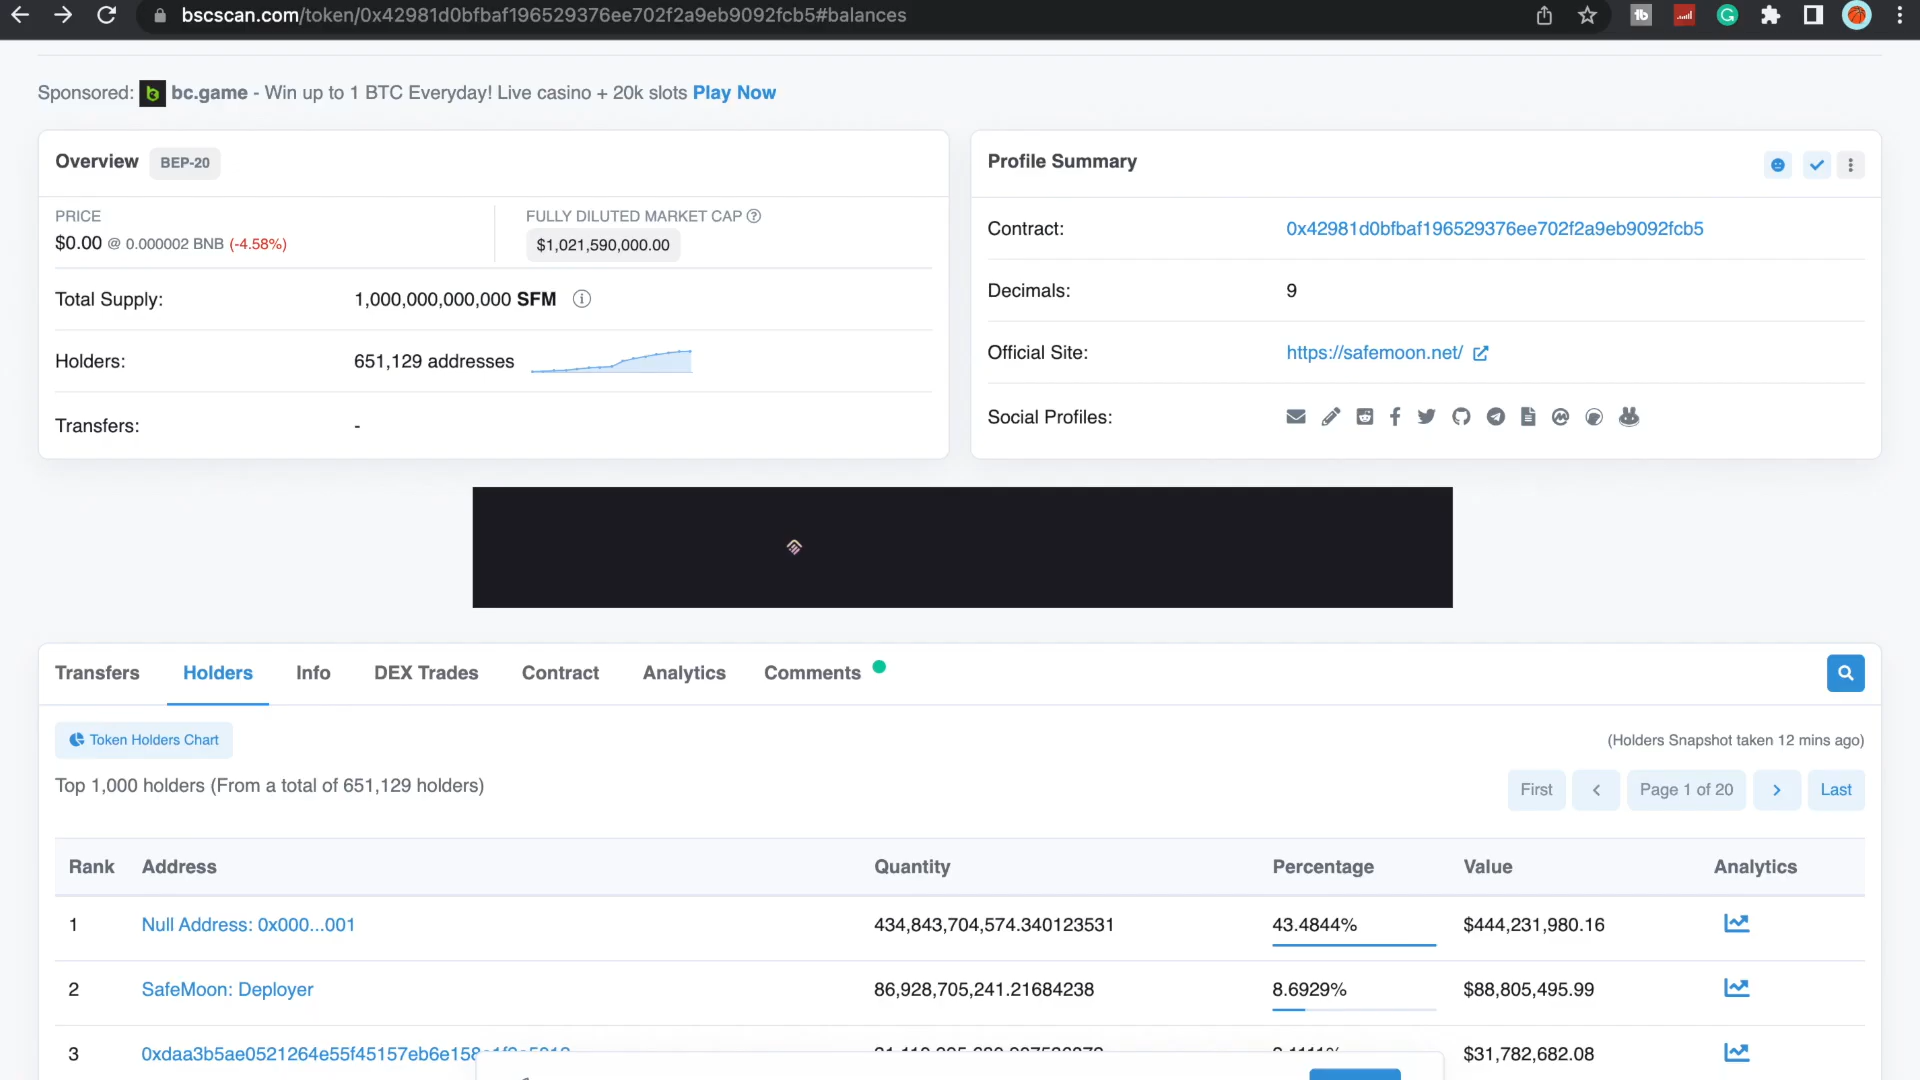 bscscan.com/token/0x42981d0bfbaf196529376ee702f2a9eb9092fcb5#balances
Sponsored: bc.game - Win up to 1 BTC Everyday! Live casino + 20k slots Play Now
Overview BEP-20
PRICE
$0.00 @ 0.000002 BNB (-4.58%)
FULLY DILUTED MARKET CAP
$1,021,590,000.00
Total Supply: 1,000,000,000,000 SFM
Holders: 651,129 addresses
Transfers: -
Profile Summary
Contract: 0x42981d0bfbaf196529376ee702f2a9eb9092fcb5
Decimals: 9
Official Site: https://safemoon.net/
Social Profiles:
Transfers Holders Info DEX Trades Contract Analytics Comments
Token Holders Chart
(Holders Snapshot taken 12 mins ago)
Top 1,000 holders (From a total of 651,129 holders)
First Page 1 of 20 Last
Rank Address Quantity Percentage Value Analytics
1 Null Address: 0x000...001 434,843,704,574.340123531 43.4844% $444,231,980.16
2 SafeMoon: Deployer 86,928,705,241.21684238 8.6929% $88,805,495.99
3 $31,782,682.08